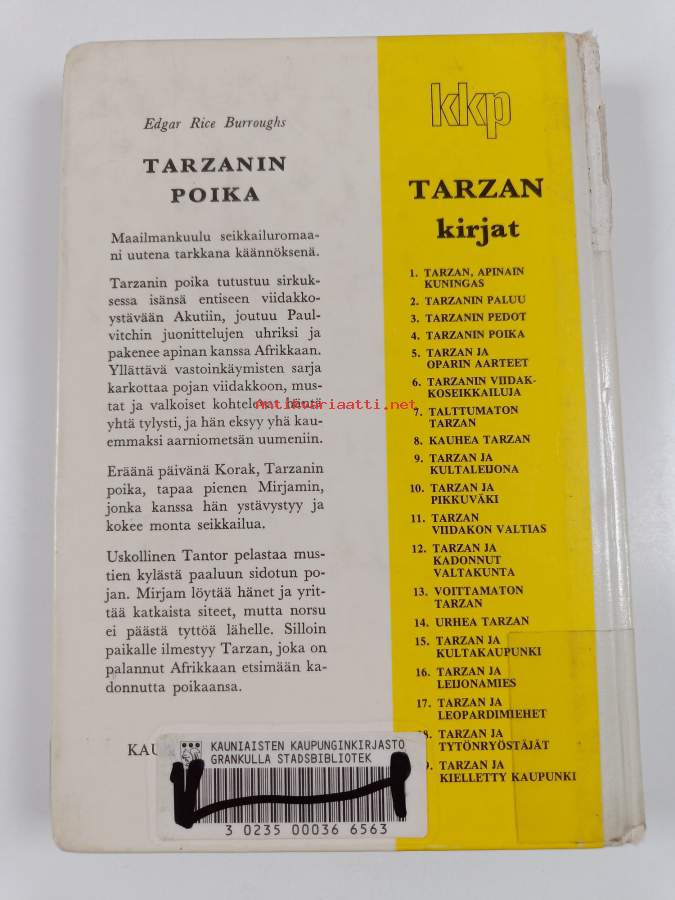 Edgar Rice Burroughs
TARZANIN
POIKA
Maailmankuulu seikkailuromaa-
ni uutena tarkkana käännöksenä.
Tarzanin poika tutustuu sirkuk-
sessa isänsä entiseen viidakko-
ystävään Akutiin, joutuu Paul-
vitchin juonittelujen uhriksi ja
pakenee apinan kanssa Afrikkaan.
Yllättävä vastoinkäymisten sarja
karkottaa pojan viidakkoon, mus-
tat ja valkoiset kohtelevat häntä
yhtä tylysti, ja hän eksyy yhä kau-
emmaksi aarniometsän uumeniin.
Eräänä päivänä Korak, Tarzanin
poika, tapaa pienen Mirjamin,
jonka kanssa hän ystävystyy ja
kokee monta seikkailua.
Uskollinen Tantor pelastaa mus-
tien kylästä paaluun sidotun po-
jan. Mirjam löytää hänet ja yrit-
tää katkaista siteet, mutta norsu
ei päästä tyttöä lähelle. Silloin
paikalle ilmestyy Tarzan, joka on
palannut Afrikkaan etsimään ka-
donnutta poikaansa.
KAU
KAUNIAISTEN KAUPUNGINKIRJASTO
GRANKULLA STADSBIBLIOTEK
3 0235 00036 6563
kkp
TARZAN
kirjat
1. TARZAN, APINAIN
KUNINGAS
2. TARZANIN PALUU
3. TARZANIN PEDOT
4. TARZANIN POIKA
5. TARZAN JA
OPARIN AARTEET
6. TARZANIN VIIDAK-
KOSEIKKAILUJA
7. TALTTUMATON
TARZAN
8. KAUHEA TARZAN
9. TARZAN JA
KULTALEIJONA
10. TARZAN JA
PIKKUVÄKI
11. TARZAN
VIIDAKON VALTIAS
12. TARZAN JA
KADONNUT
VALTAKUNTA
13. VOITTAMATON
TARZAN
14. URHEA TARZAN
15. TARZAN JA
KULTAKAUPUNKI
16. TARZAN JA
LEIJONAMIES
17. TARZAN JA
LEOPARDIMIEHET
8. TARZAN JA
TYTÖNRYÖSTÄJÄT
TARZAN JA
KIELLETTY KAUPUNKI
Antikvariaatti.net